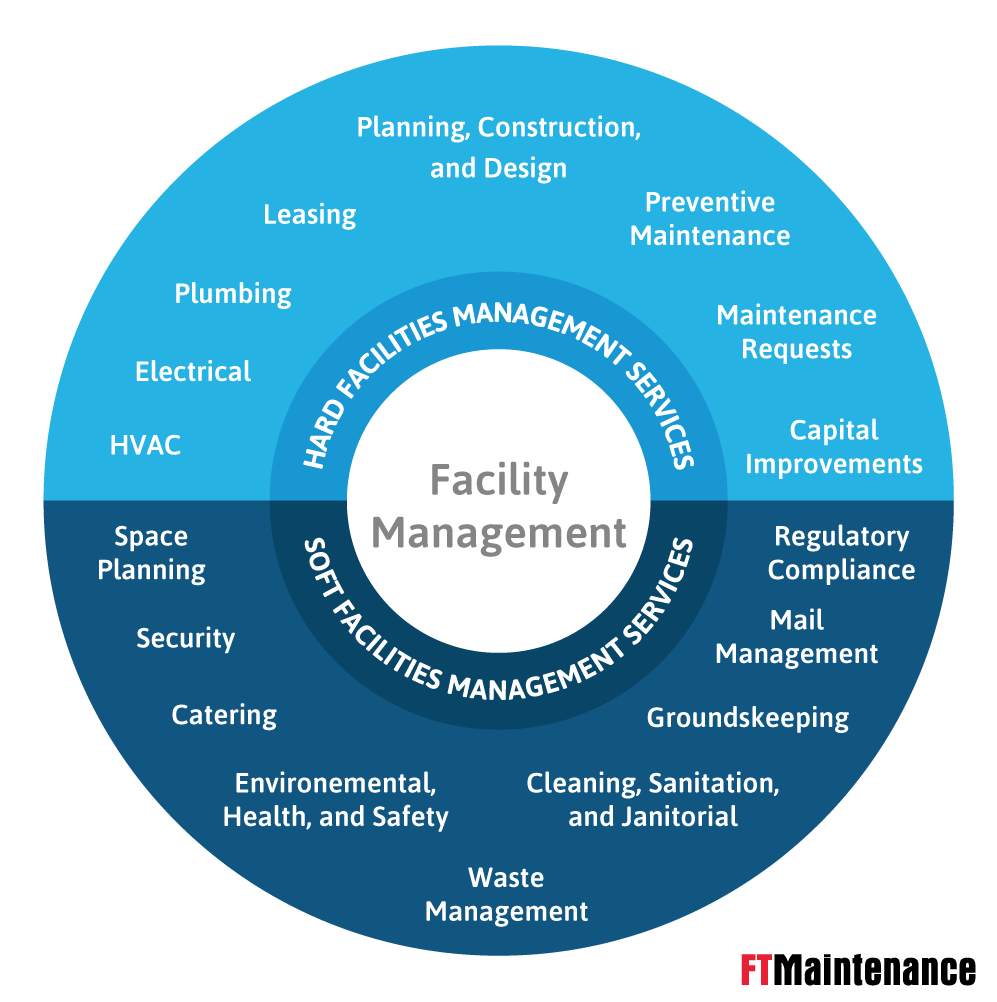 Planning, Construction,
and Design
Leasing
Preventive
Maintenance
Plumbing
Maintenance
Requests
Electrical
HVAC
Capital
Improvements
HARD FACILITIES MANAGEMENT SERVICES
Facility
Management
SOFT FACILITIES MANAGEMENT SERVICES
Space
Planning
Regulatory
Compliance
Security
Mail
Management
Catering
Groundskeeping
Environemental,
Health, and Safety
Cleaning, Sanitation,
and Janitorial
Waste
Management
FTMaintenance